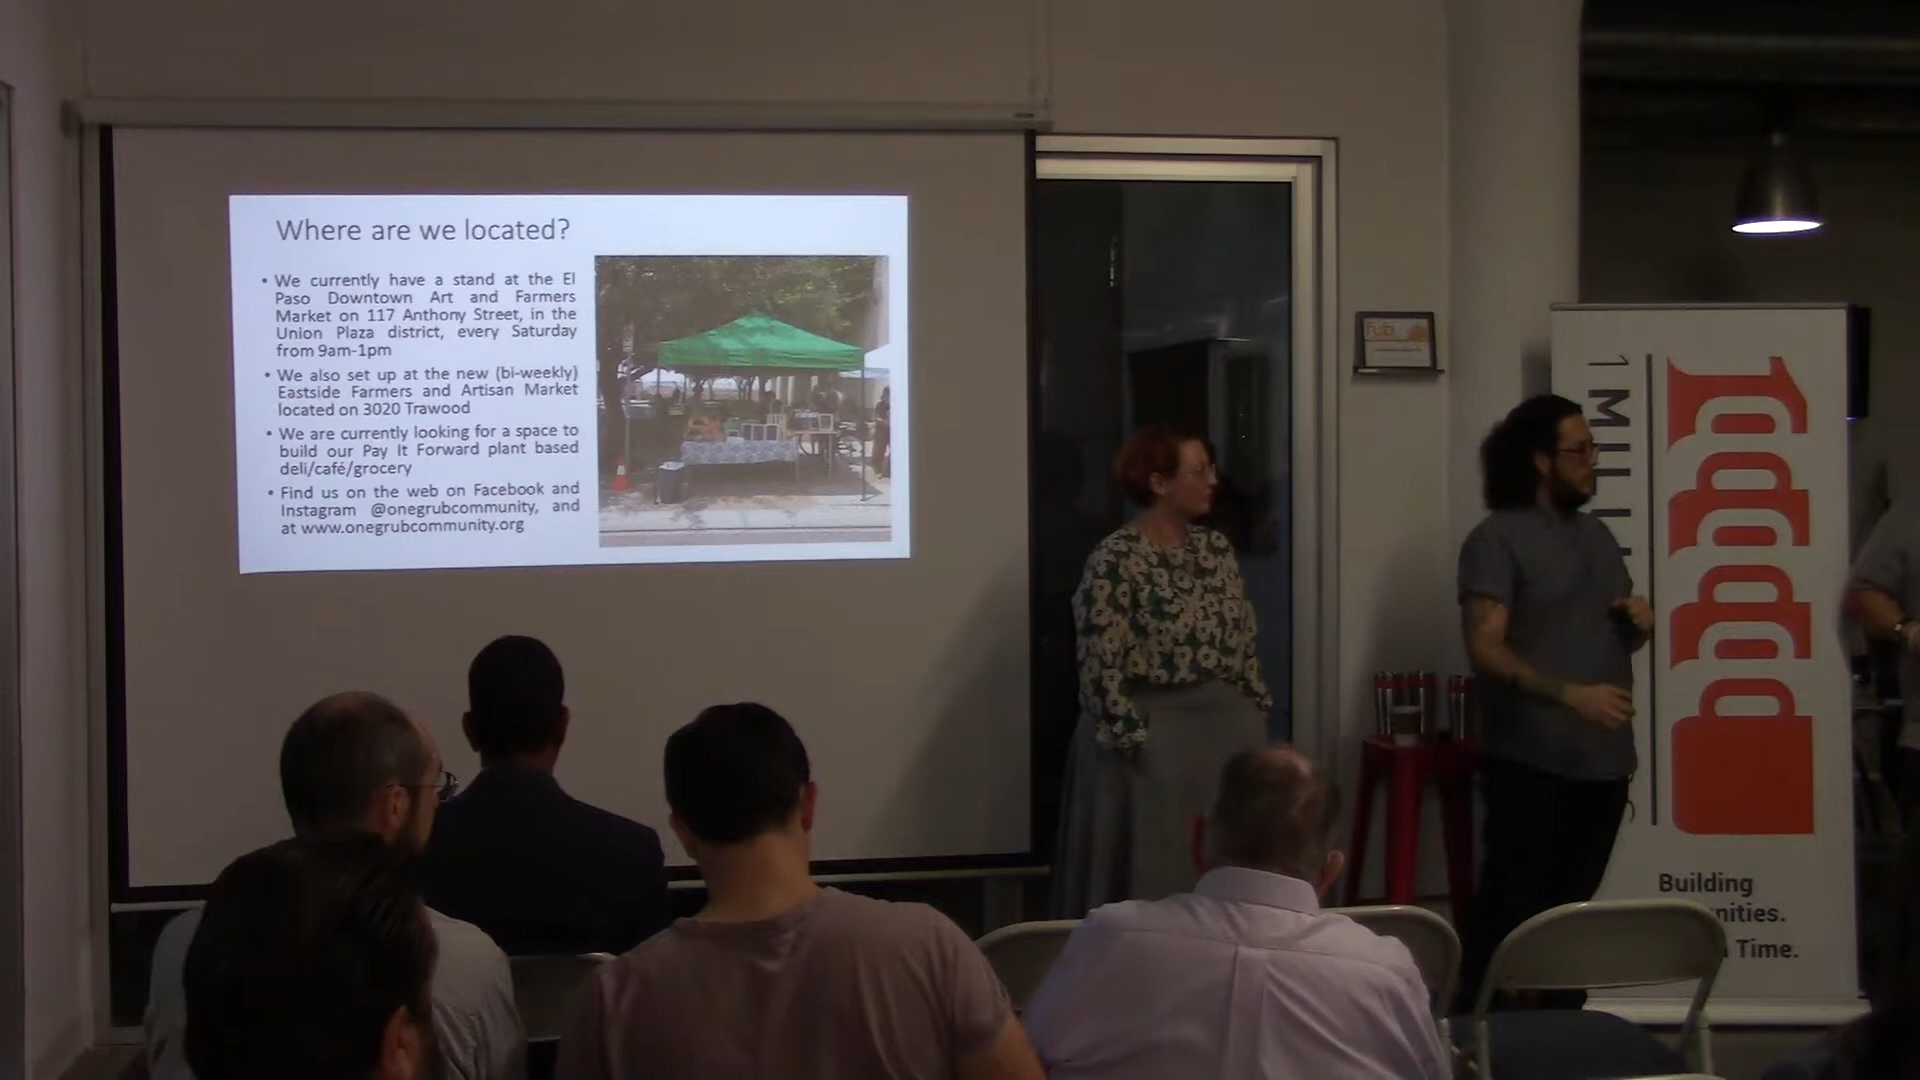 Where are we located?
• We currently have a stand at the El
Paso Downtown Art and Farmers
Market on 117 Anthony Street, in the
Union Plaza district, every Saturday
from 9am-1pm
• We also set up at the new (bi-weekly)
Eastside Farmers and Artisan Market
located on 3020 Trawood
• We are currently looking for a space to
build our Pay It Forward plant based
deli/café/grocery
• Find us on the web on Facebook and
Instagram @onegrubcommunity, and
at www.onegrubcommunity.org
hub
1 MILLI
Building
nities.
Time.